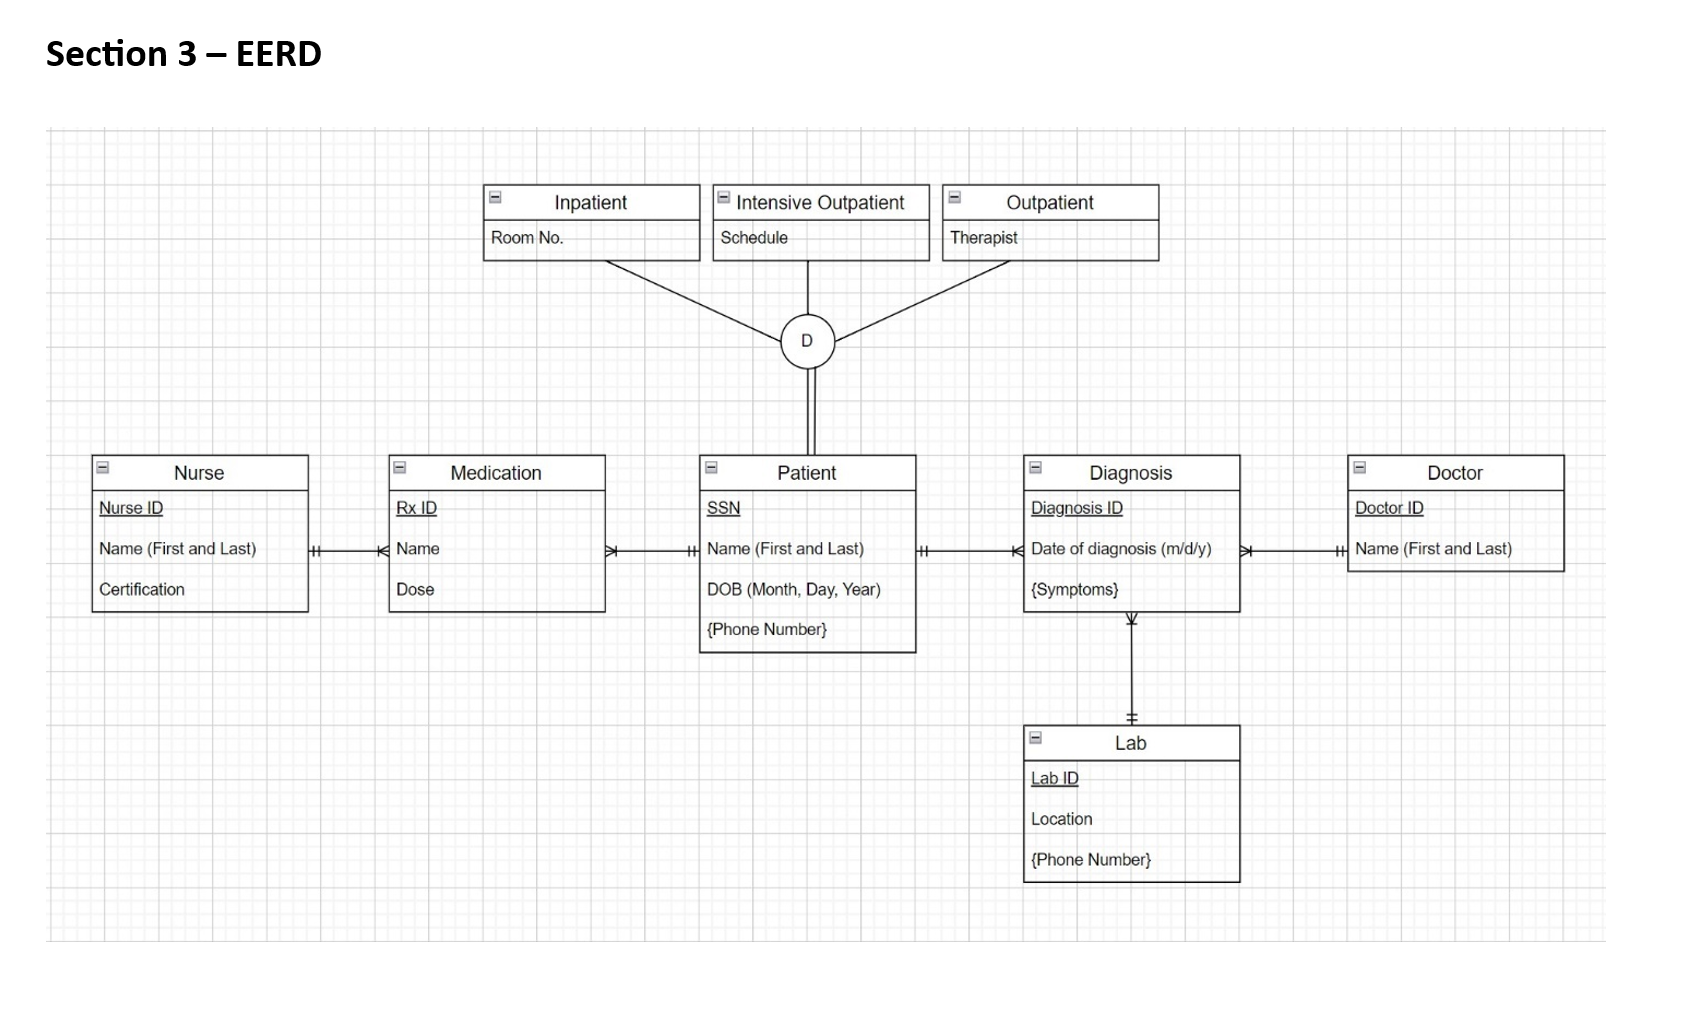 Section 3 – EERD
Inpatient
Room No.
Intensive Outpatient
Schedule
Outpatient
Therapist
D
Nurse
Nurse ID
Name (First and Last)
Certification
Medication
Rx ID
Name
Dose
Patient
SSN
Name (First and Last)
DOB (Month, Day, Year)
{Phone Number}
Diagnosis
Diagnosis ID
Date of diagnosis (m/d/y)
{Symptoms}
Doctor
Doctor ID
Name (First and Last)
Lab
Lab ID
Location
{Phone Number}